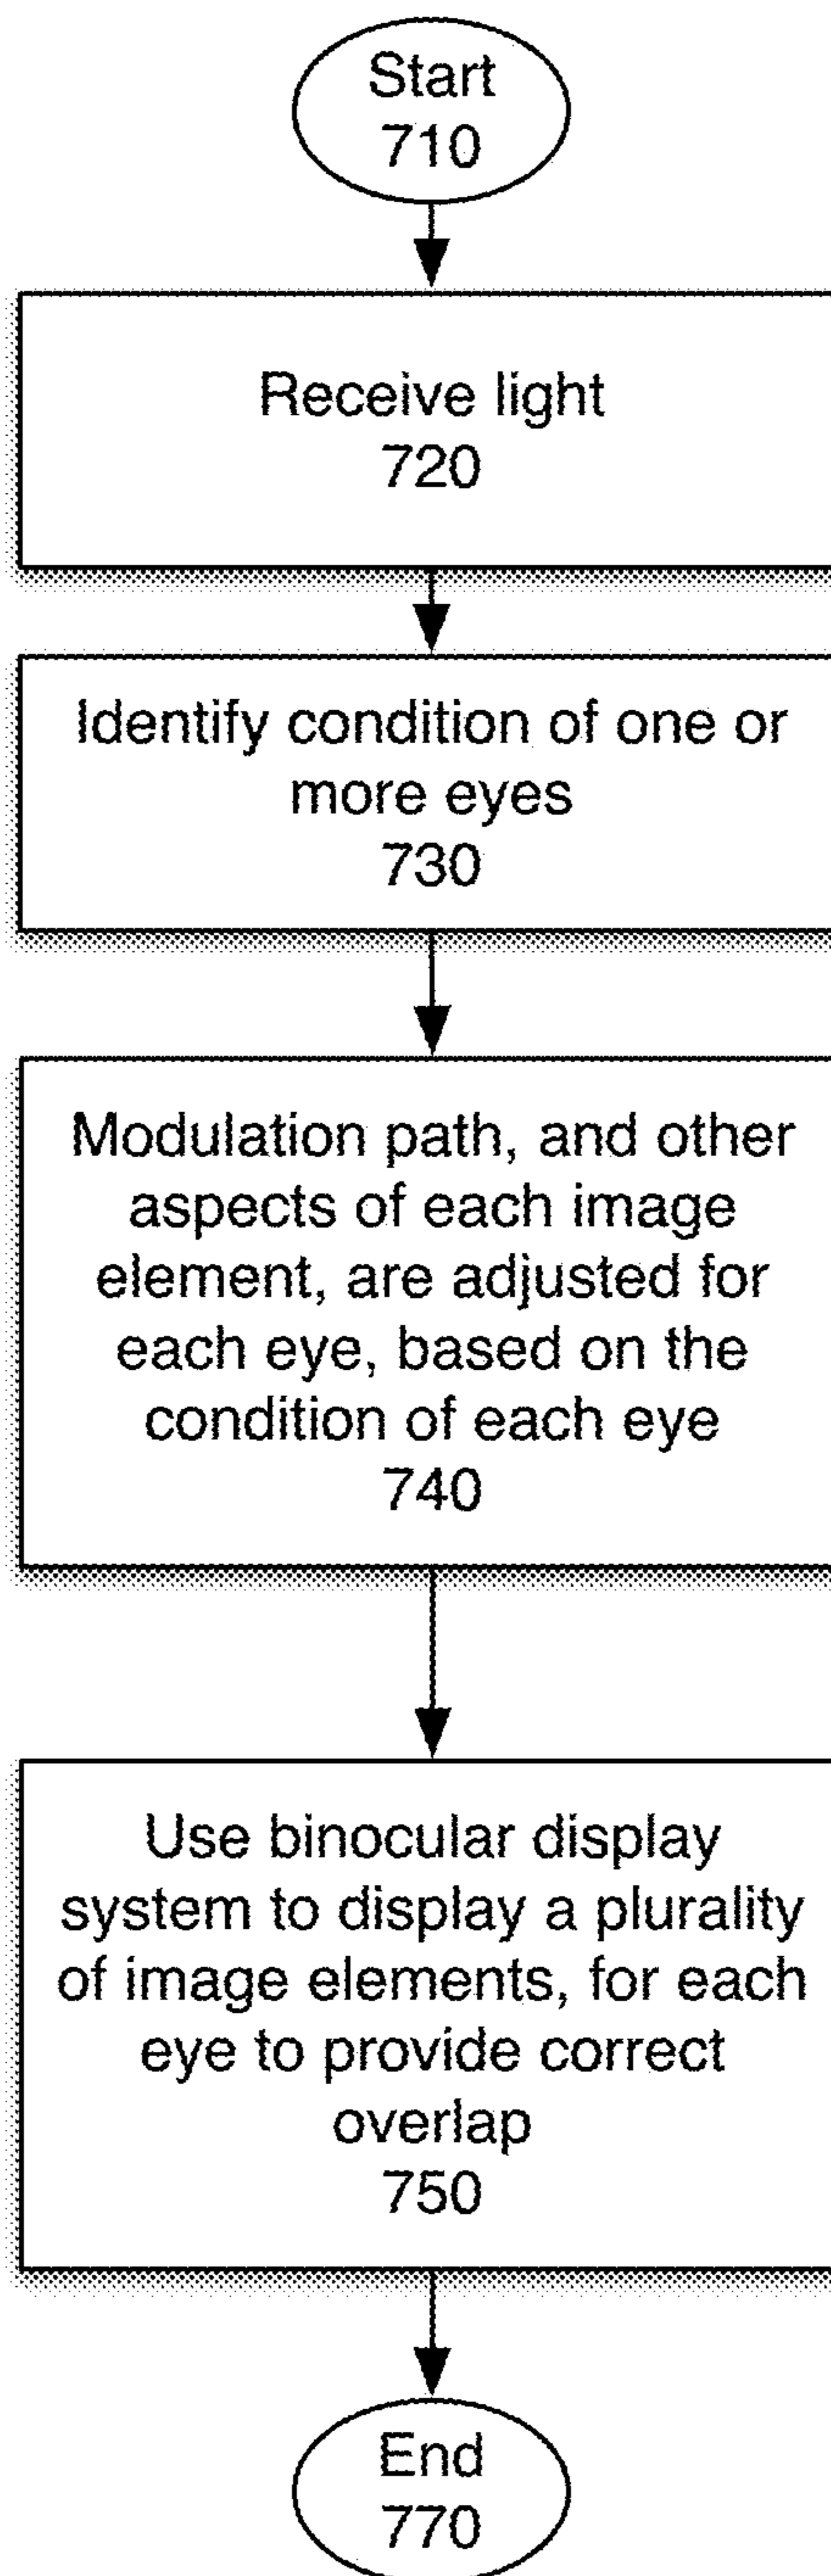 Start
710
Receive light
720
Identify condition of one or
more eyes
730
Modulation path, and other
aspects of each image
element, are adjusted for
each eye, based on the
condition of each eye
740
Use binocular display
system to display a plurality
of image elements, for each
eye to provide correct
overlap
750
End
770